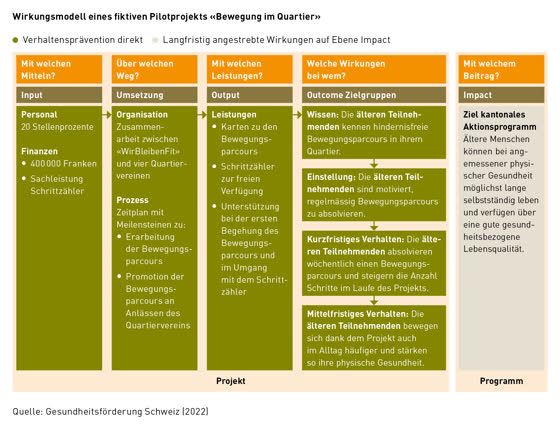 Wirkungsmodell eines fiktiven Pilotprojekts «Bewegung im Quartier»
Verhaltensprävention direkt
Langfristig angestrebte Wirkungen auf Ebene Impact
Mit welchen
Mitteln?
Input
Personal
20 Stellenprozente
Finanzen
• 400 000 Franken
• Sachleistung
Schrittzähler
Über welchen
Weg?
Umsetzung
Organisation
Zusammen-
arbeit zwischen
«WirBleibenFit»
und vier Quartier-
vereinen
Prozess
Zeitplan mit
Meilensteinen zu:
• Erarbeitung
der Bewegungs-
parcours
• Promotion der
Bewegungs-
parcours an
Anlässen des
Quartiervereins
Mit welchen
Leistungen?
Output
Leistungen
• Karten zu den
Bewegungs-
parcours
• Schrittzähler
zur freien
Verfügung
• Unterstützung
bei der ersten
Begehung des
Bewegungs-
parcours und
im Umgang
mit dem Schritt-
zähler
Welche Wirkungen
bei wem?
Outcome Zielgruppen
Wissen: Die älteren Teilneh-
menden kennen hindernisfreie
Bewegungsparcours in ihrem
Quartier.
Einstellung: Die älteren Teil-
nehmenden sind motiviert,
regelmässig Bewegungsparcours
zu absolvieren.
Kurzfristiges Verhalten: Die älte-
ren Teilnehmenden absolvieren
wöchentlich einen Bewegungs-
parcours und steigern die Anzahl
Schritte im Laufe des Projekts.
Mittelfristiges Verhalten: Die
älteren Teilnehmenden bewegen
sich dank dem Projekt auch
im Alltag häufiger und stärken
so ihre physische Gesundheit.
Mit welchem
Beitrag?
Impact
Ziel kantonales
Aktionsprogramm
Ältere Menschen
können bei ange-
messener physi-
scher Gesundheit
möglichst lange
selbstständig leben
und verfügen über
eine gute gesund-
heitsbezogene
Lebensqualität.
Projekt
Programm
Quelle: Gesundheitsförderung Schweiz (2022)